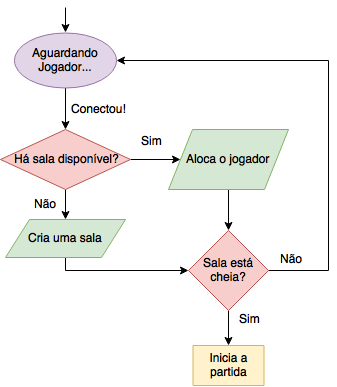 Aguardando
Jogador...
Conectou!
Há sala disponível?
Sim
Aloca o jogador
Não
Cria uma sala
Sala está
cheia?
Não
Sim
Inicia a
partida